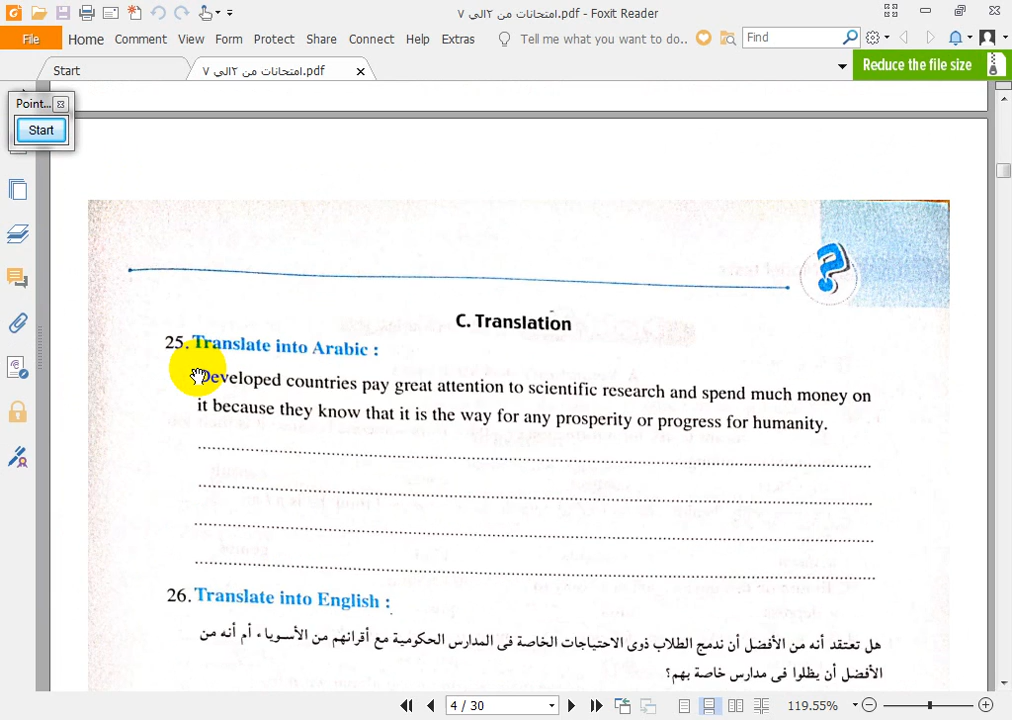 امتحانات من ٢الي ٧.pdf - Foxit Reader
File Home Comment View Form Protect Share Connect Help Extras Tell me what you want to do.. Find
Start
امتحانات من ٢الي ٧.pdf
Reduce the file size
Point...
Start
C. Translation
25. Translate into Arabic :
Developed countries pay great attention to scientific research and spend much money on
it because they know that it is the way for any prosperity or progress for humanity.
26. Translate into English :
هل تعتقد أنه من الأفضل أن ندمج الطلاب ذوى الاحتياجات الخاصة فى المدارس الحكومية مع أقرانهم من الأسوياء، أم أنه من
الأفضل أن يظلوا فى مدارس خاصة بهم؟
4 / 30
119.55%